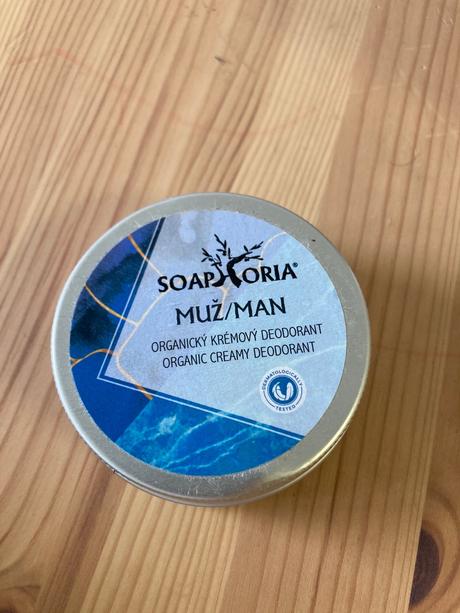 SOAPHORIA®
MUŽ/MAN
ORGANICKÝ KRÉMOVÝ DEODORANT
ORGANIC CREAMY DEODORANT
DERMATOLOGICALLY
TESTED